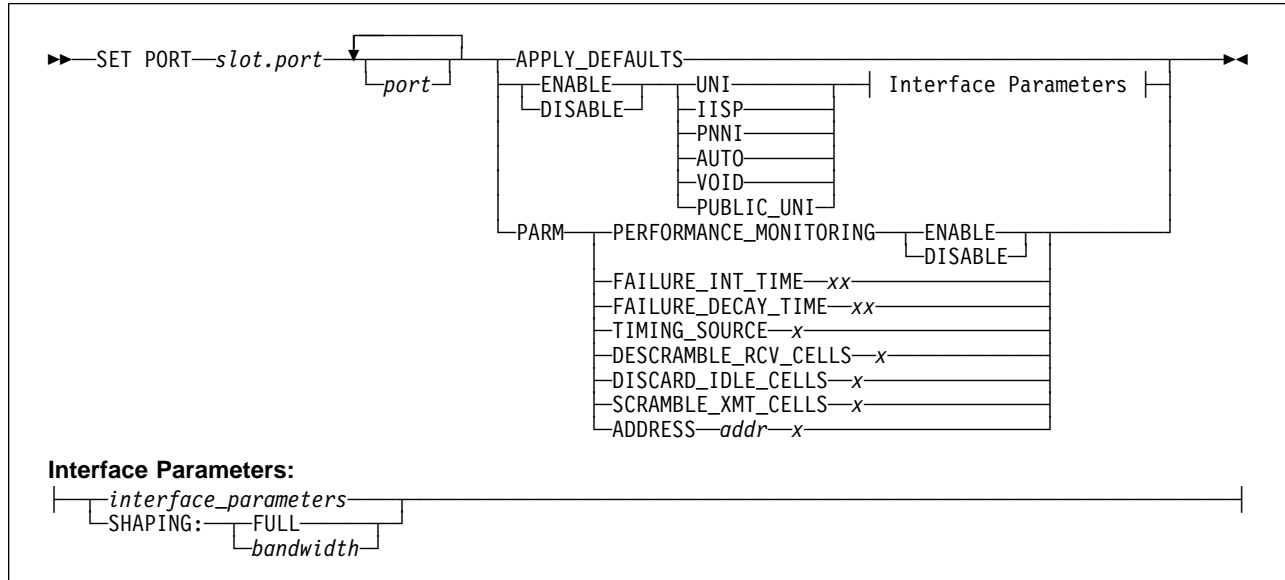 SET PORT slot.port port APPLY_DEFAULTS
ENABLE UNI Interface Parameters
DISABLE IISP
PNNI
AUTO
VOID
PUBLIC_UNI
PARM PERFORMANCE_MONITORING ENABLE
DISABLE
FAILURE_INT_TIME xx
FAILURE_DECAY_TIME xx
TIMING_SOURCE x
DESCRAMBLE_RCV_CELLS x
DISCARD_IDLE_CELLS x
SCRAMBLE_XMT_CELLS x
ADDRESS addr x
Interface Parameters:
interface_parameters
SHAPING: FULL
bandwidth